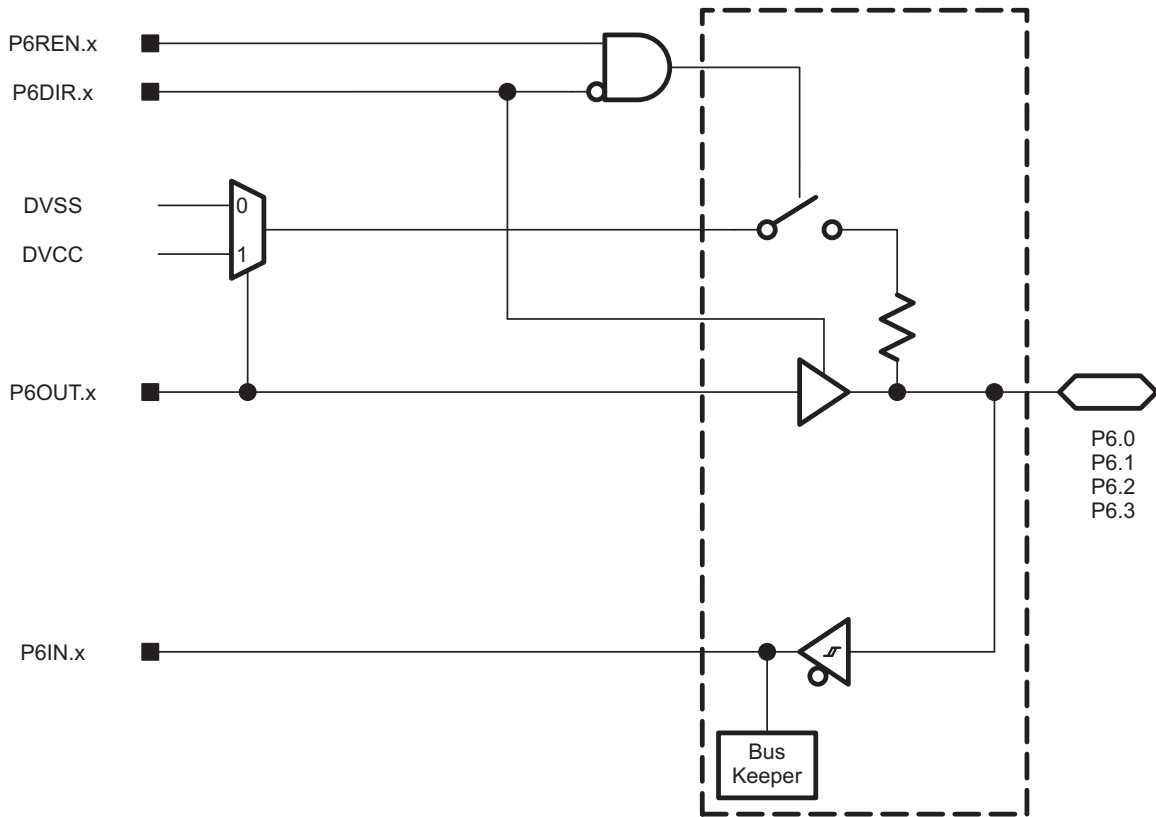 P6REN.x
P6DIR.x
DVSS
0
DVCC
1
P6OUT.x
P6.0
P6.1
P6.2
P6.3
P6IN.x
Bus
Keeper